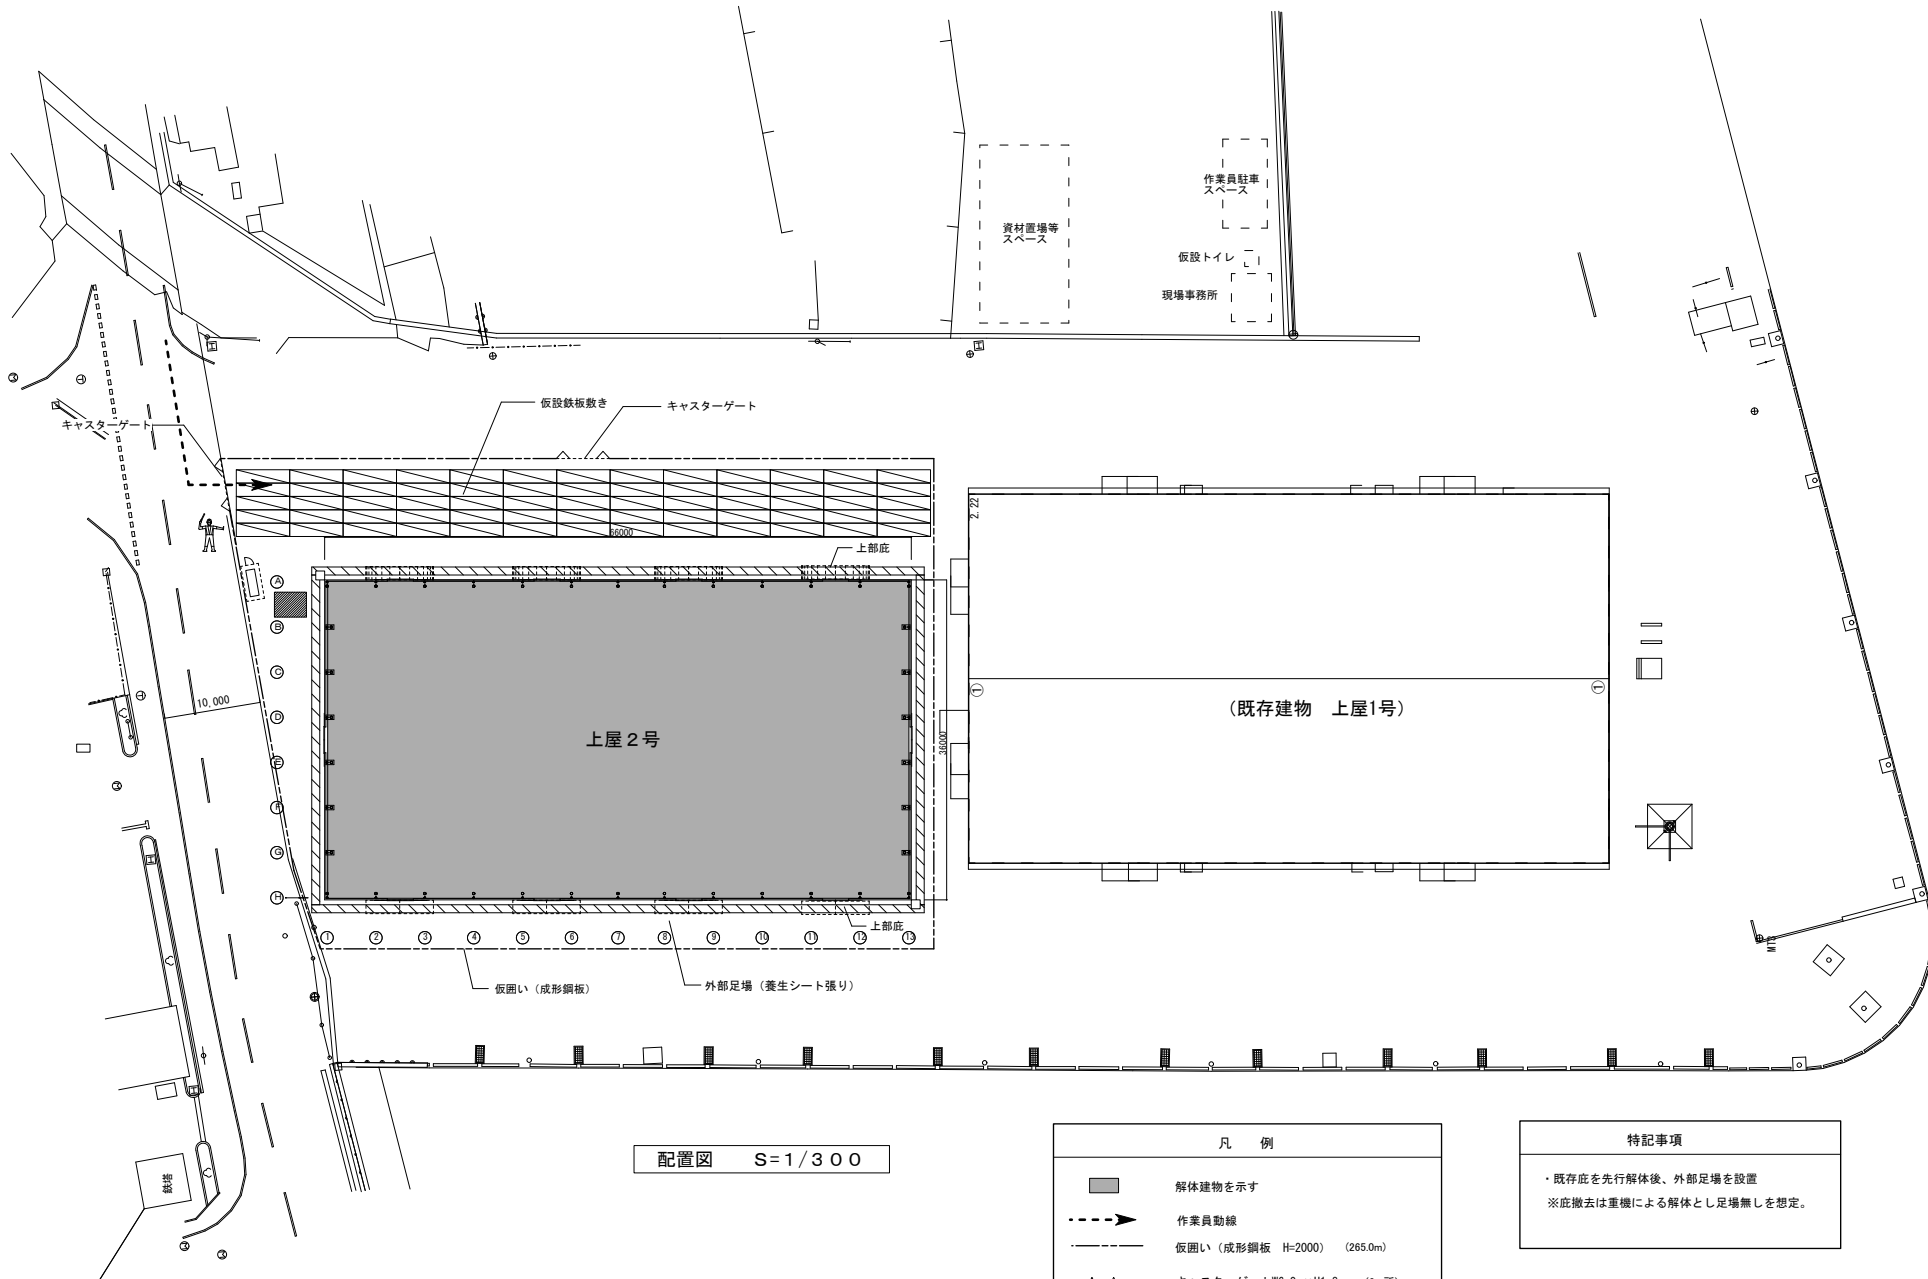 作業員駐車
スペース
資材置場等
スペース
仮設トイレ
現場事務所
仮設鉄板敷き
キャスターゲート
キャスターゲート
66000
上部庇
2.22
A
B
C
D
E
F
G
H
10,000
上屋２号
36000
①
①
(既存建物　上屋1号)
上部庇
① ② ③ ④ ⑤ ⑥ ⑦ ⑧ ⑨ ⑩ ⑪ ⑫ ⑬
仮囲い（成形鋼板）
外部足場（養生シート張り）
鉄塔
配置図　S=1/300
凡　例
解体建物を示す
作業員動線
仮囲い（成形鋼板　H=2000）　(265.0m)
特記事項
・既存庇を先行解体後、外部足場を設置
※庇撤去は重機による解体とし足場無しを想定。